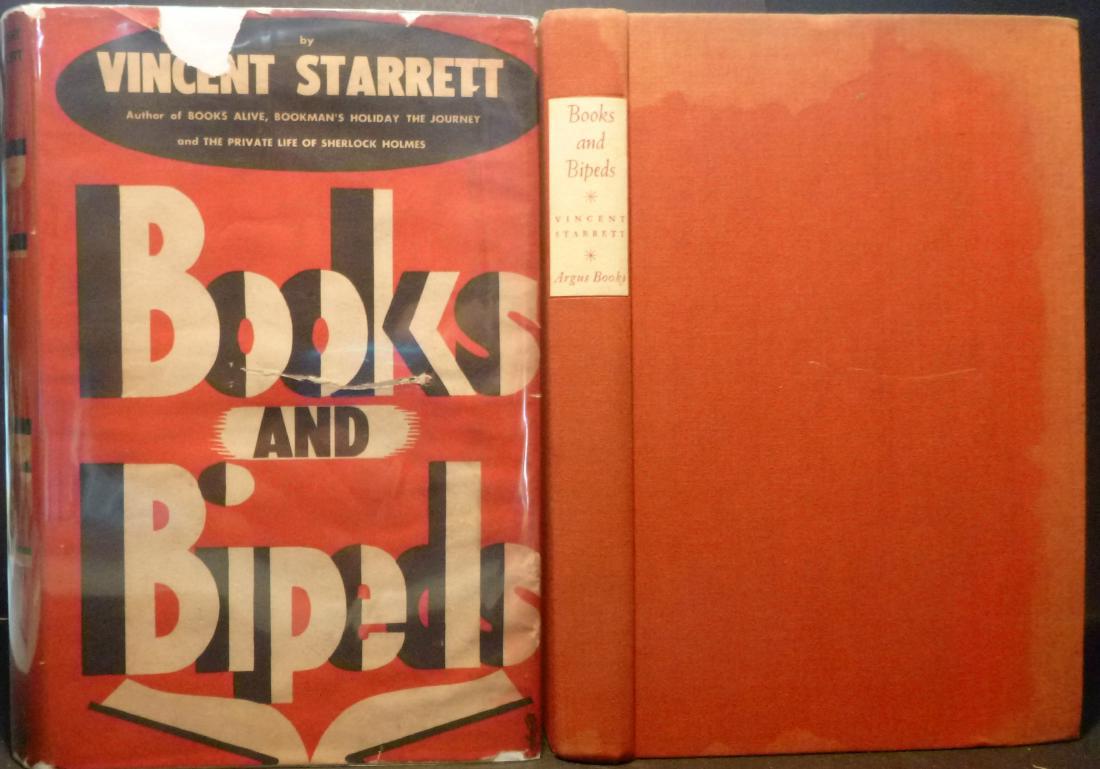 by
VINCENT STARRETT
Author of BOOKS ALIVE, BOOKMAN'S HOLIDAY THE JOURNEY
and THE PRIVATE LIFE OF SHERLOCK HOLMES
Books
AND
Bipeds
Books
and
Bipeds
VINCENT
STARRETT
Argus Books